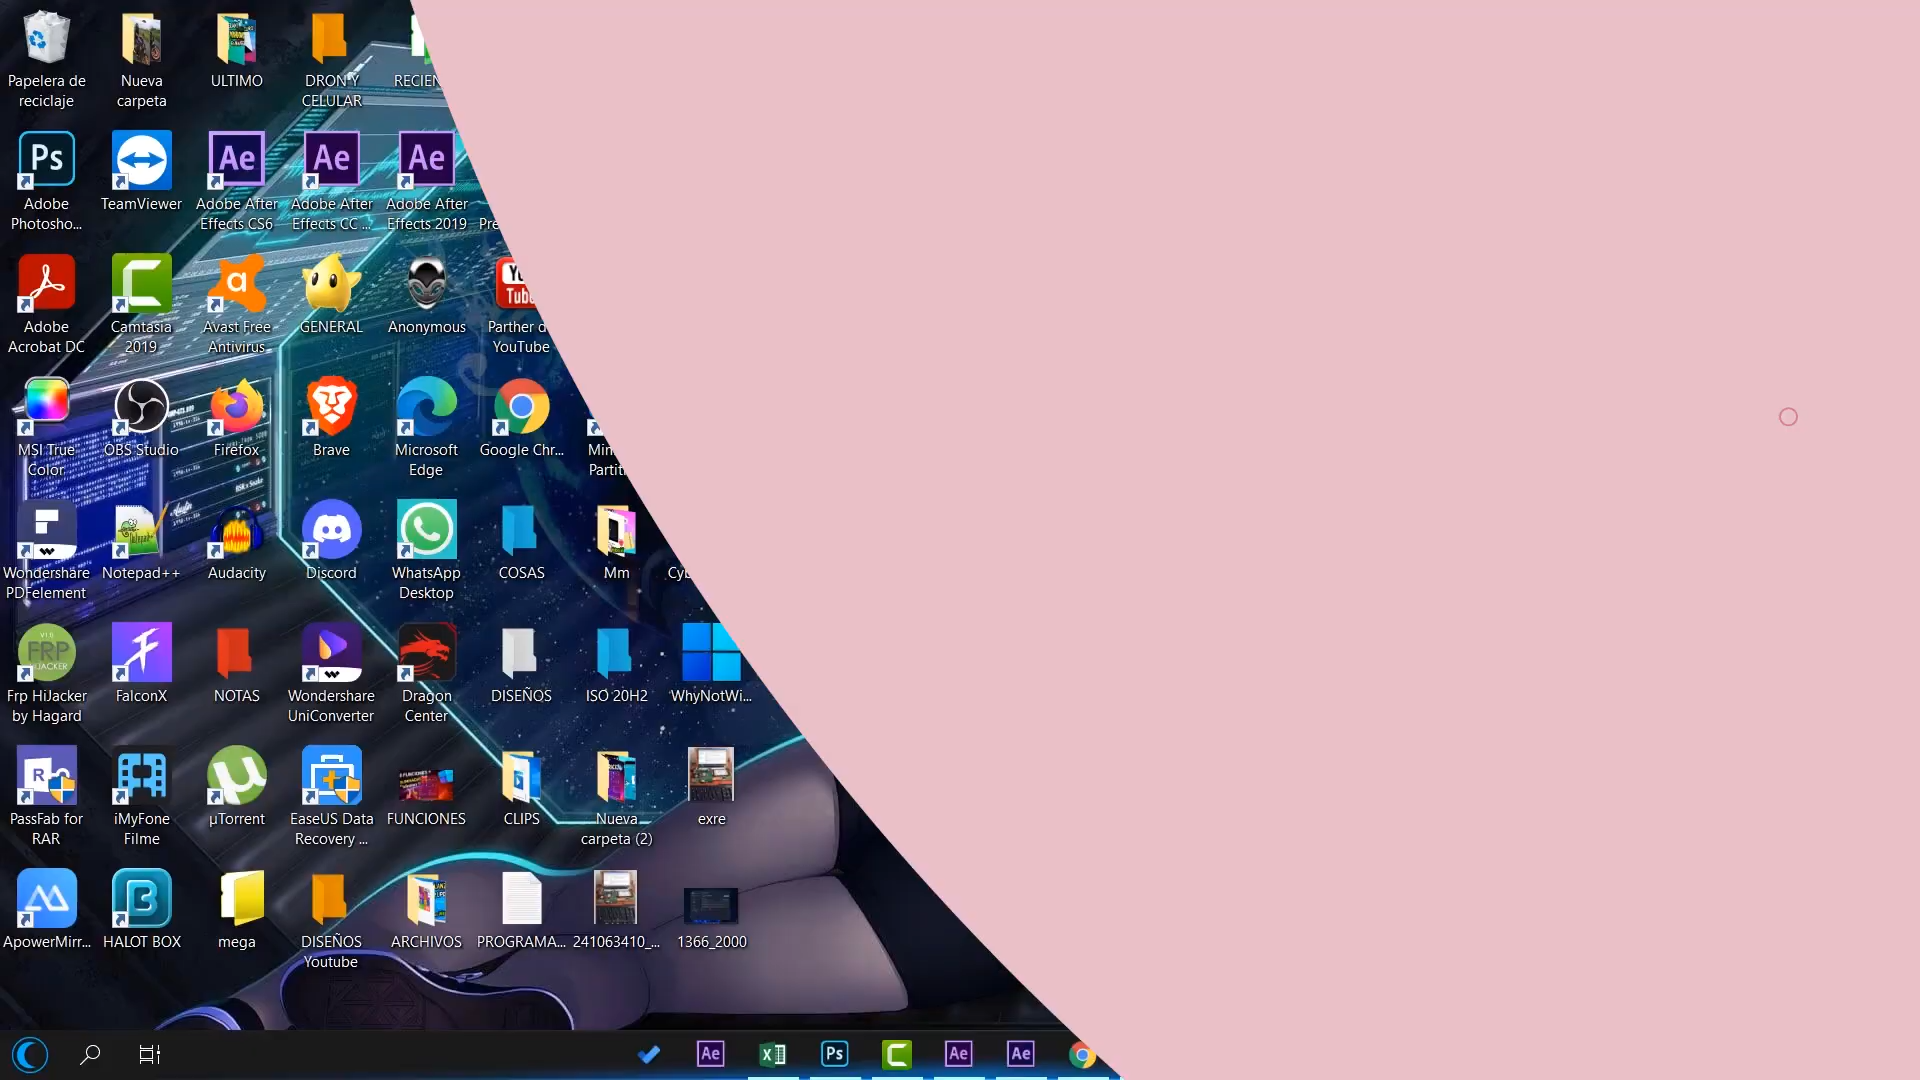 Papelera de
reciclaje
Nueva
carpeta
ULTIMO
DRON Y
CELULAR
Ps
Adobe
Photosho...
TeamViewer
Ae
Adobe After
Effects CS6
Ae
Adobe After
Effects CC ...
Ae
Adobe After
Effects 2019
Adobe
Acrobat DC
Camtasia
2019
Avast Free
Antivirus
GENERAL
Anonymous
Parther d
YouTube
MSI True
Color
OBS Studio
Firefox
Brave
Microsoft
Edge
Google Chr...
Wondershare
PDFelement
Notepad++
Audacity
Discord
WhatsApp
Desktop
COSAS
Mm
FRP
HIJACKER
Frp HiJacker
by Hagard
FalconX
NOTAS
Wondershare
UniConverter
Dragon
Center
DISEÑOS
ISO 20H2
WhyNotWi...
PassFab for
RAR
iMyFone
Filme
µTorrent
EaseUS Data
Recovery ...
FUNCIONES
CLIPS
Nueva
carpeta (2)
exre
ApowerMirr...
HALOT BOX
mega
DISEÑOS
Youtube
ARCHIVOS
PROGRAMA...
241063410_...
1366_2000
Ae
Ps
Ae
Ae